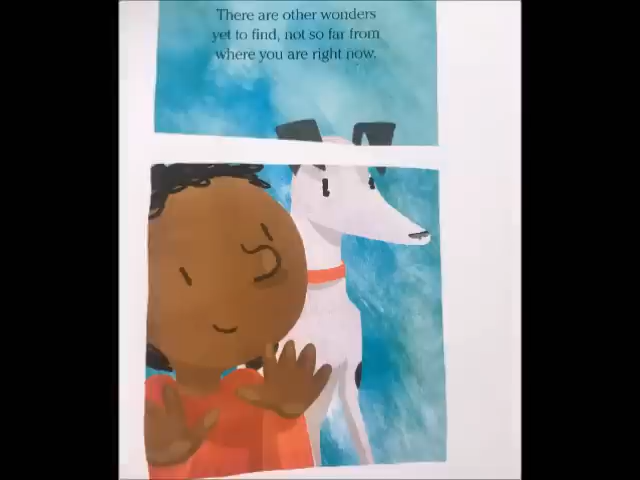 There are other wonders
yet to find, not so far from
where you are right now.